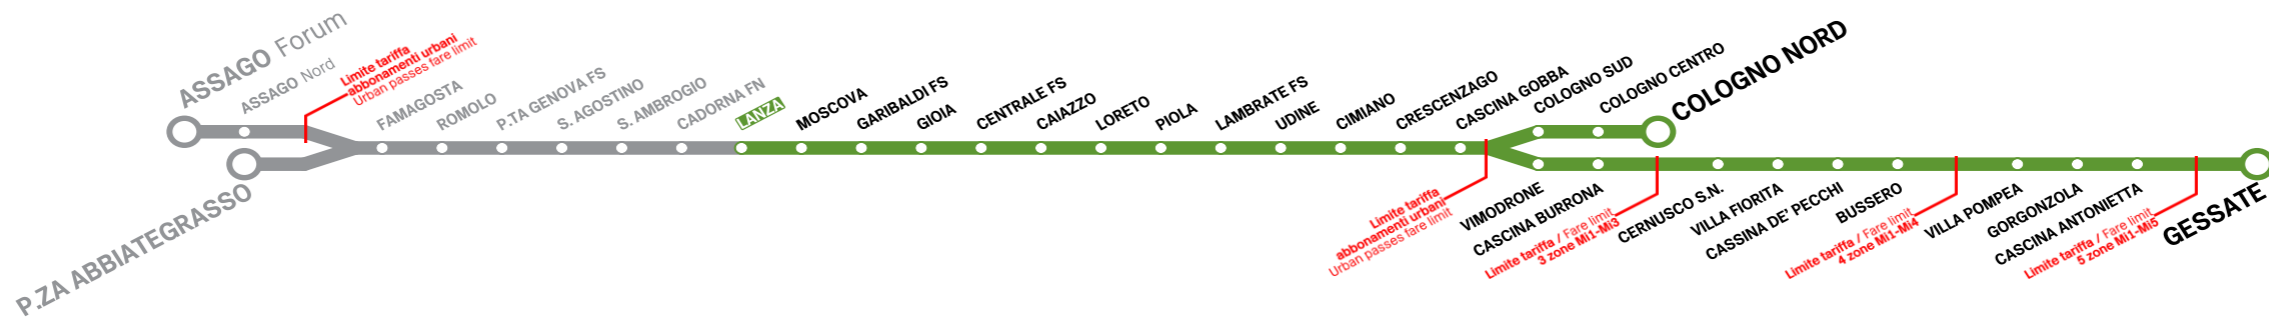 ASSAGO Forum
ASSAGO Nord
Limite tariffa
abbonamenti urbani
Urban passes fare limit
P.ZA ABBIATEGRASSO
FAMAGOSTA
ROMOLO
P.TA GENOVA FS
S. AGOSTINO
S. AMBROGIO
CADORNA FN
LANZA
MOSCOVA
GARIBALDI FS
GIOIA
CENTRALE FS
CAIAZZO
LORETO
PIOLA
LAMBRATE FS
UDINE
CIMIANO
CRESCENZAGO
CASCINA GOBBA
Limite tariffa
abbonamenti urbani
Urban passes fare limit
COLOGNO SUD
COLOGNO CENTRO
COLOGNO NORD
VIMODRONE
CASCINA BURRONA
Limite tariffa / Fare limit
3 zone Mi1-Mi3
CERNUSCO S.N.
VILLA FIORITA
CASSINA DE' PECCHI
BUSSERO
Limite tariffa / Fare limit
4 zone Mi1-Mi4
VILLA POMPEA
GORGONZOLA
CASCINA ANTONIETTA
Limite tariffa / Fare limit
5 zone Mi1-Mi5
GESSATE